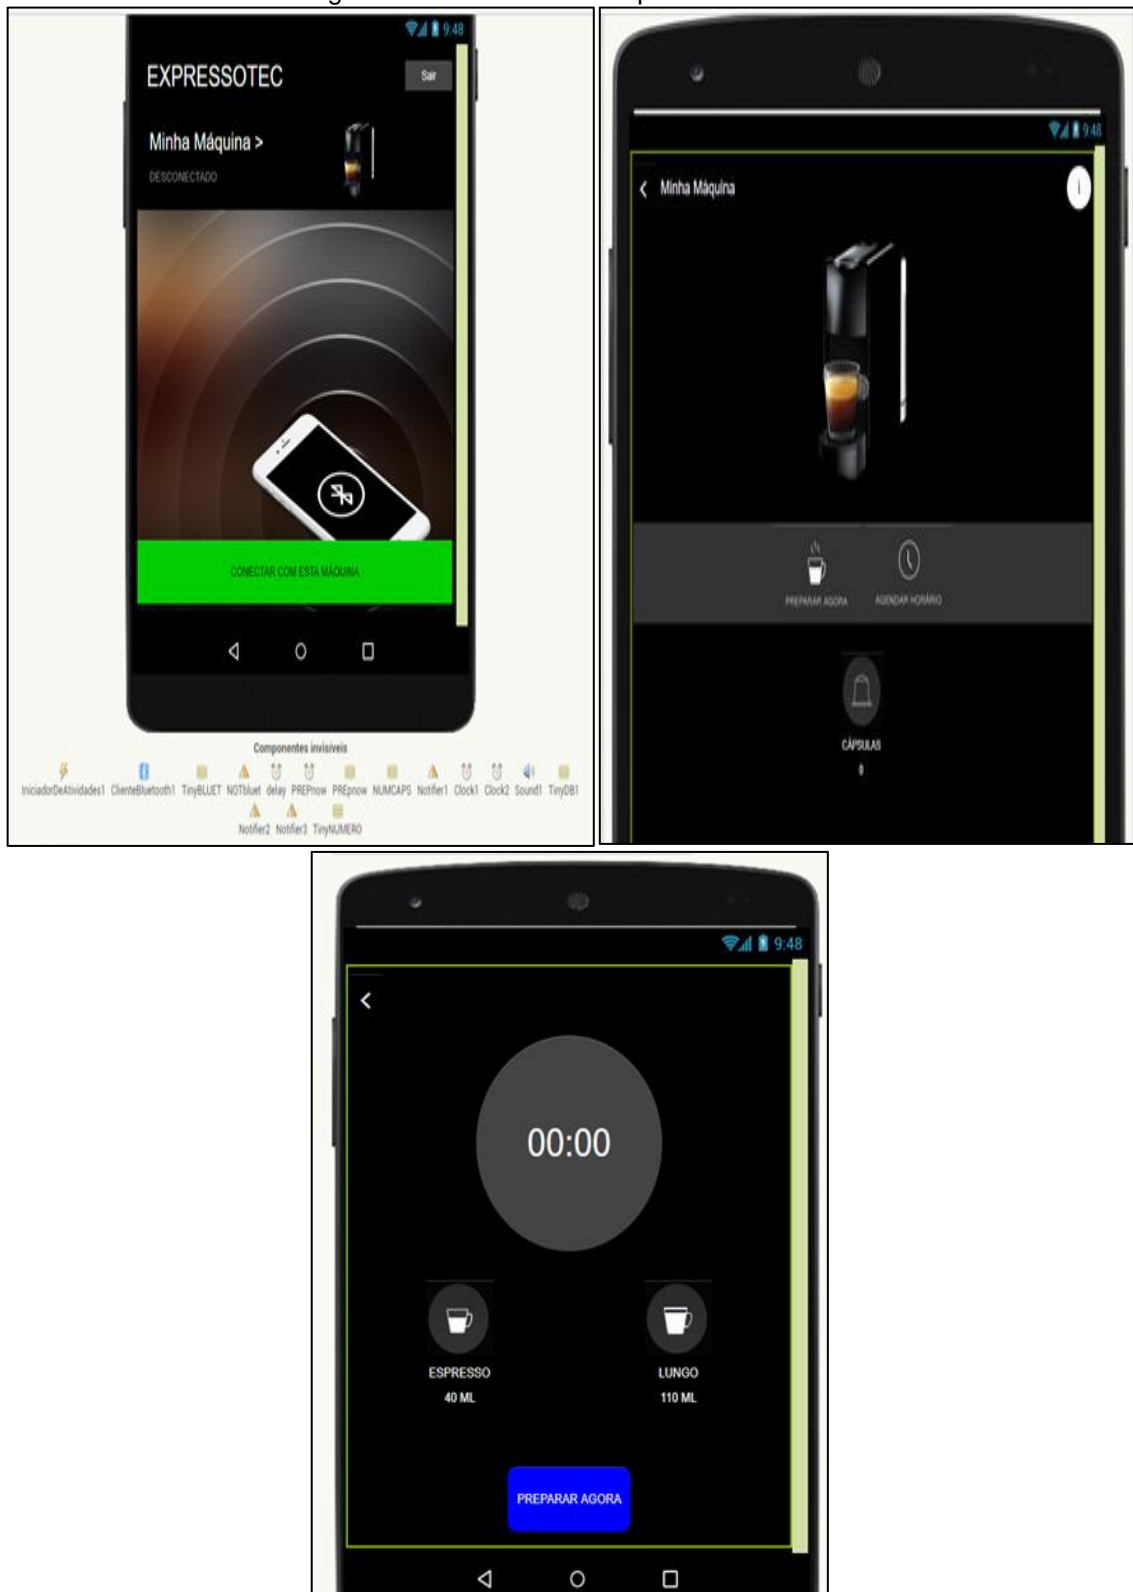 9:48
EXPRESSOTEC
Sair
Minha Máquina >
DESCONECTADO
CONECTAR COM ESTA MÁQUINA
Componentes invisíveis
IniciadorDeAtividades1 ClienteBluetooth1 TinyBLUET NOTbluet delay PREPnow PREpnow NUMCAPS Notifier1 Clock1 Clock2 Sound1 TinyDB1
Notifier2 Notifier3 TinyNUMERO
9:48
Minha Máquina
i
PREPARAR AGORA AGENDAR HORÁRIO
CÁPSULAS
0
9:48
00:00
ESPRESSO LUNGO
40 ML 110 ML
PREPARAR AGORA